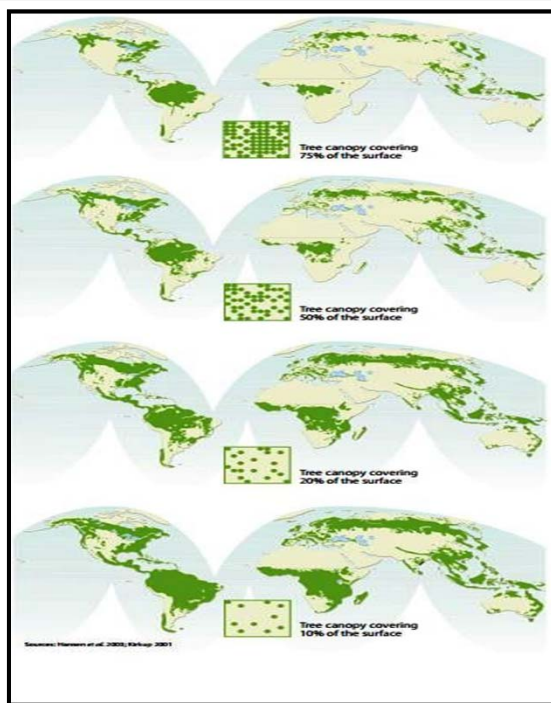 Tree canopy covering
75% of the surface
Tree canopy covering
50% of the surface
Tree canopy covering
20% of the surface
Tree canopy covering
10% of the surface
Sources: Hansen et al. 2003; Kirkup 2001